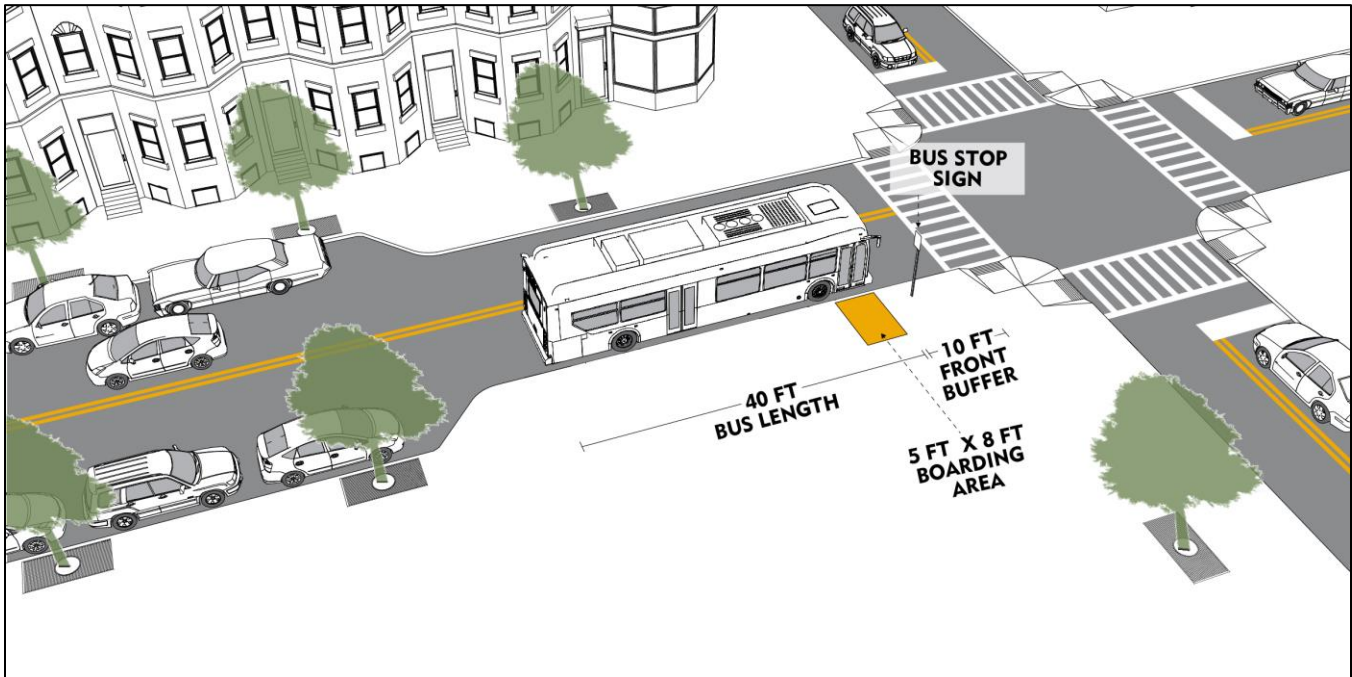 BUS STOP
SIGN
40 FT
BUS LENGTH
10 FT
FRONT
BUFFER
5 FT X 8 FT
BOARDING
AREA